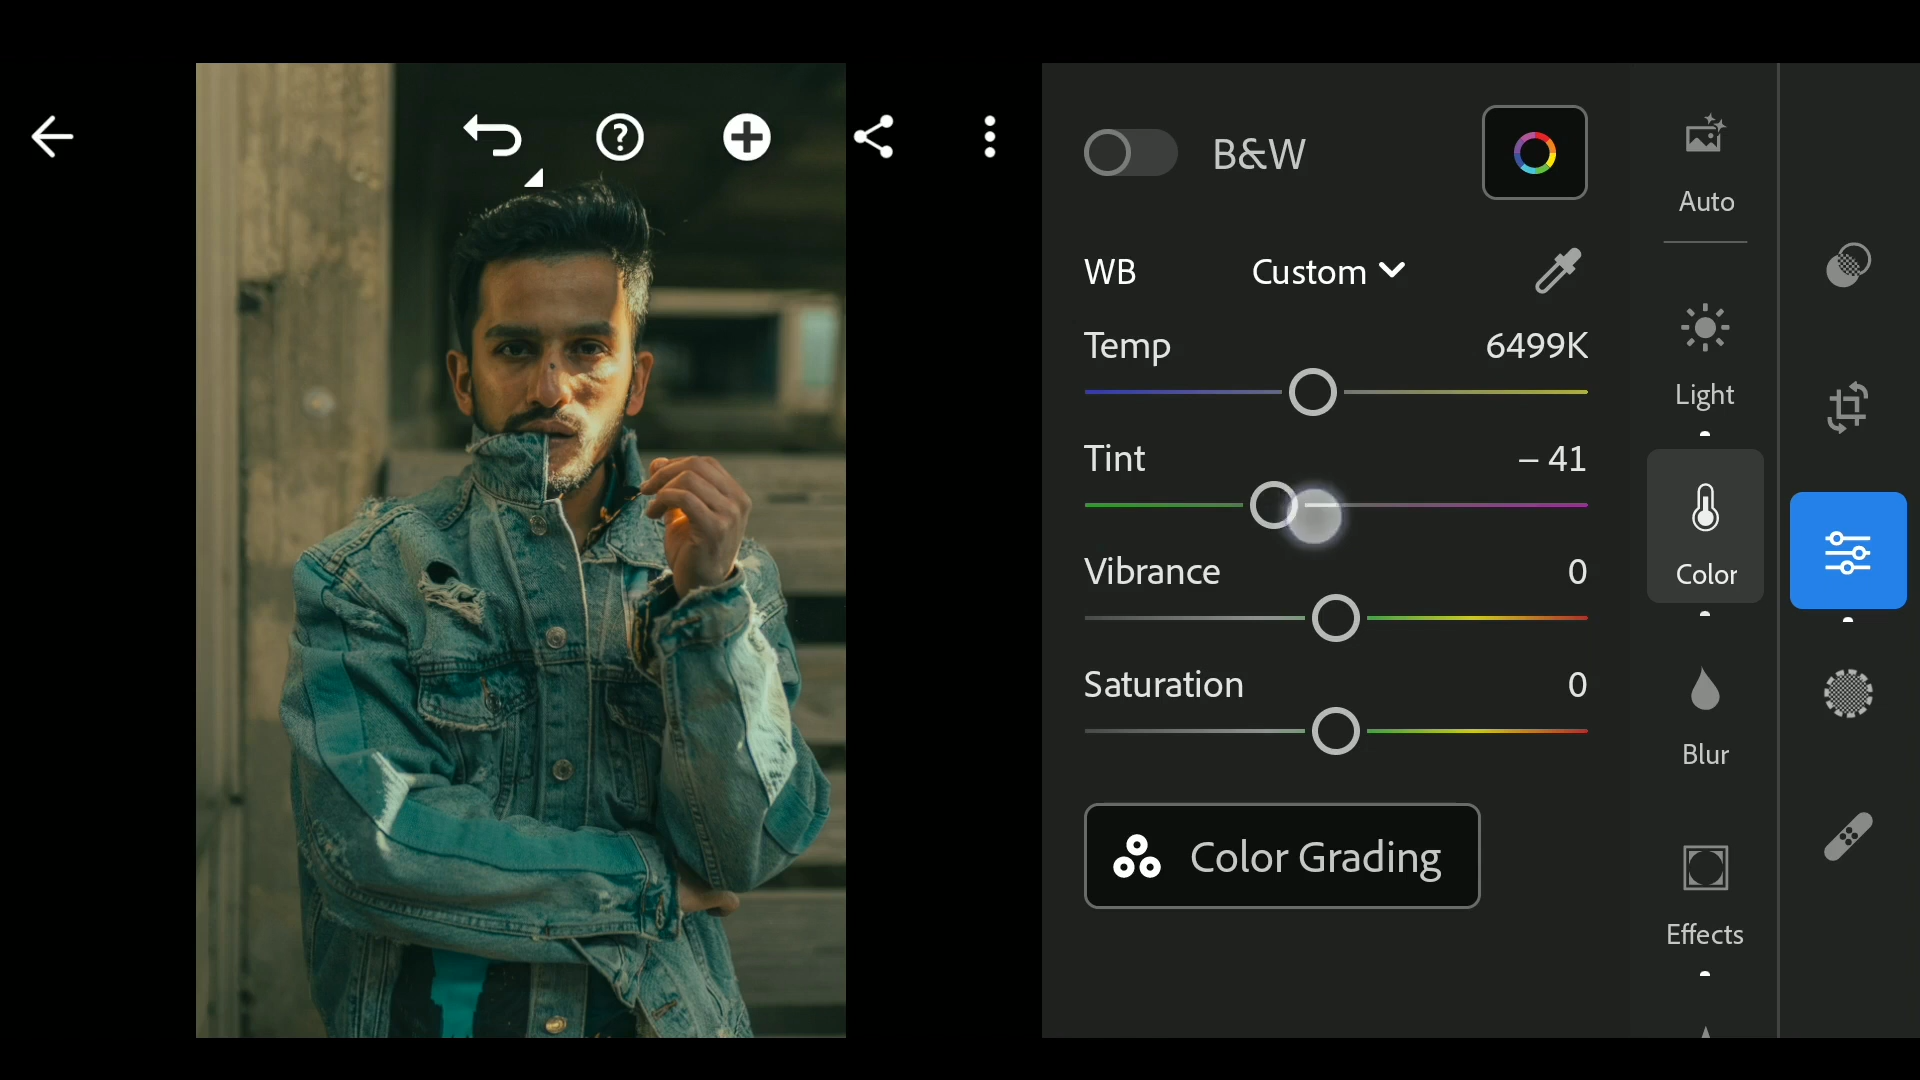 B&W
WB Custom
Temp 6499K
Tint – 41
Vibrance 0
Saturation 0
Color Grading
Auto
Light
Color
Blur
Effects